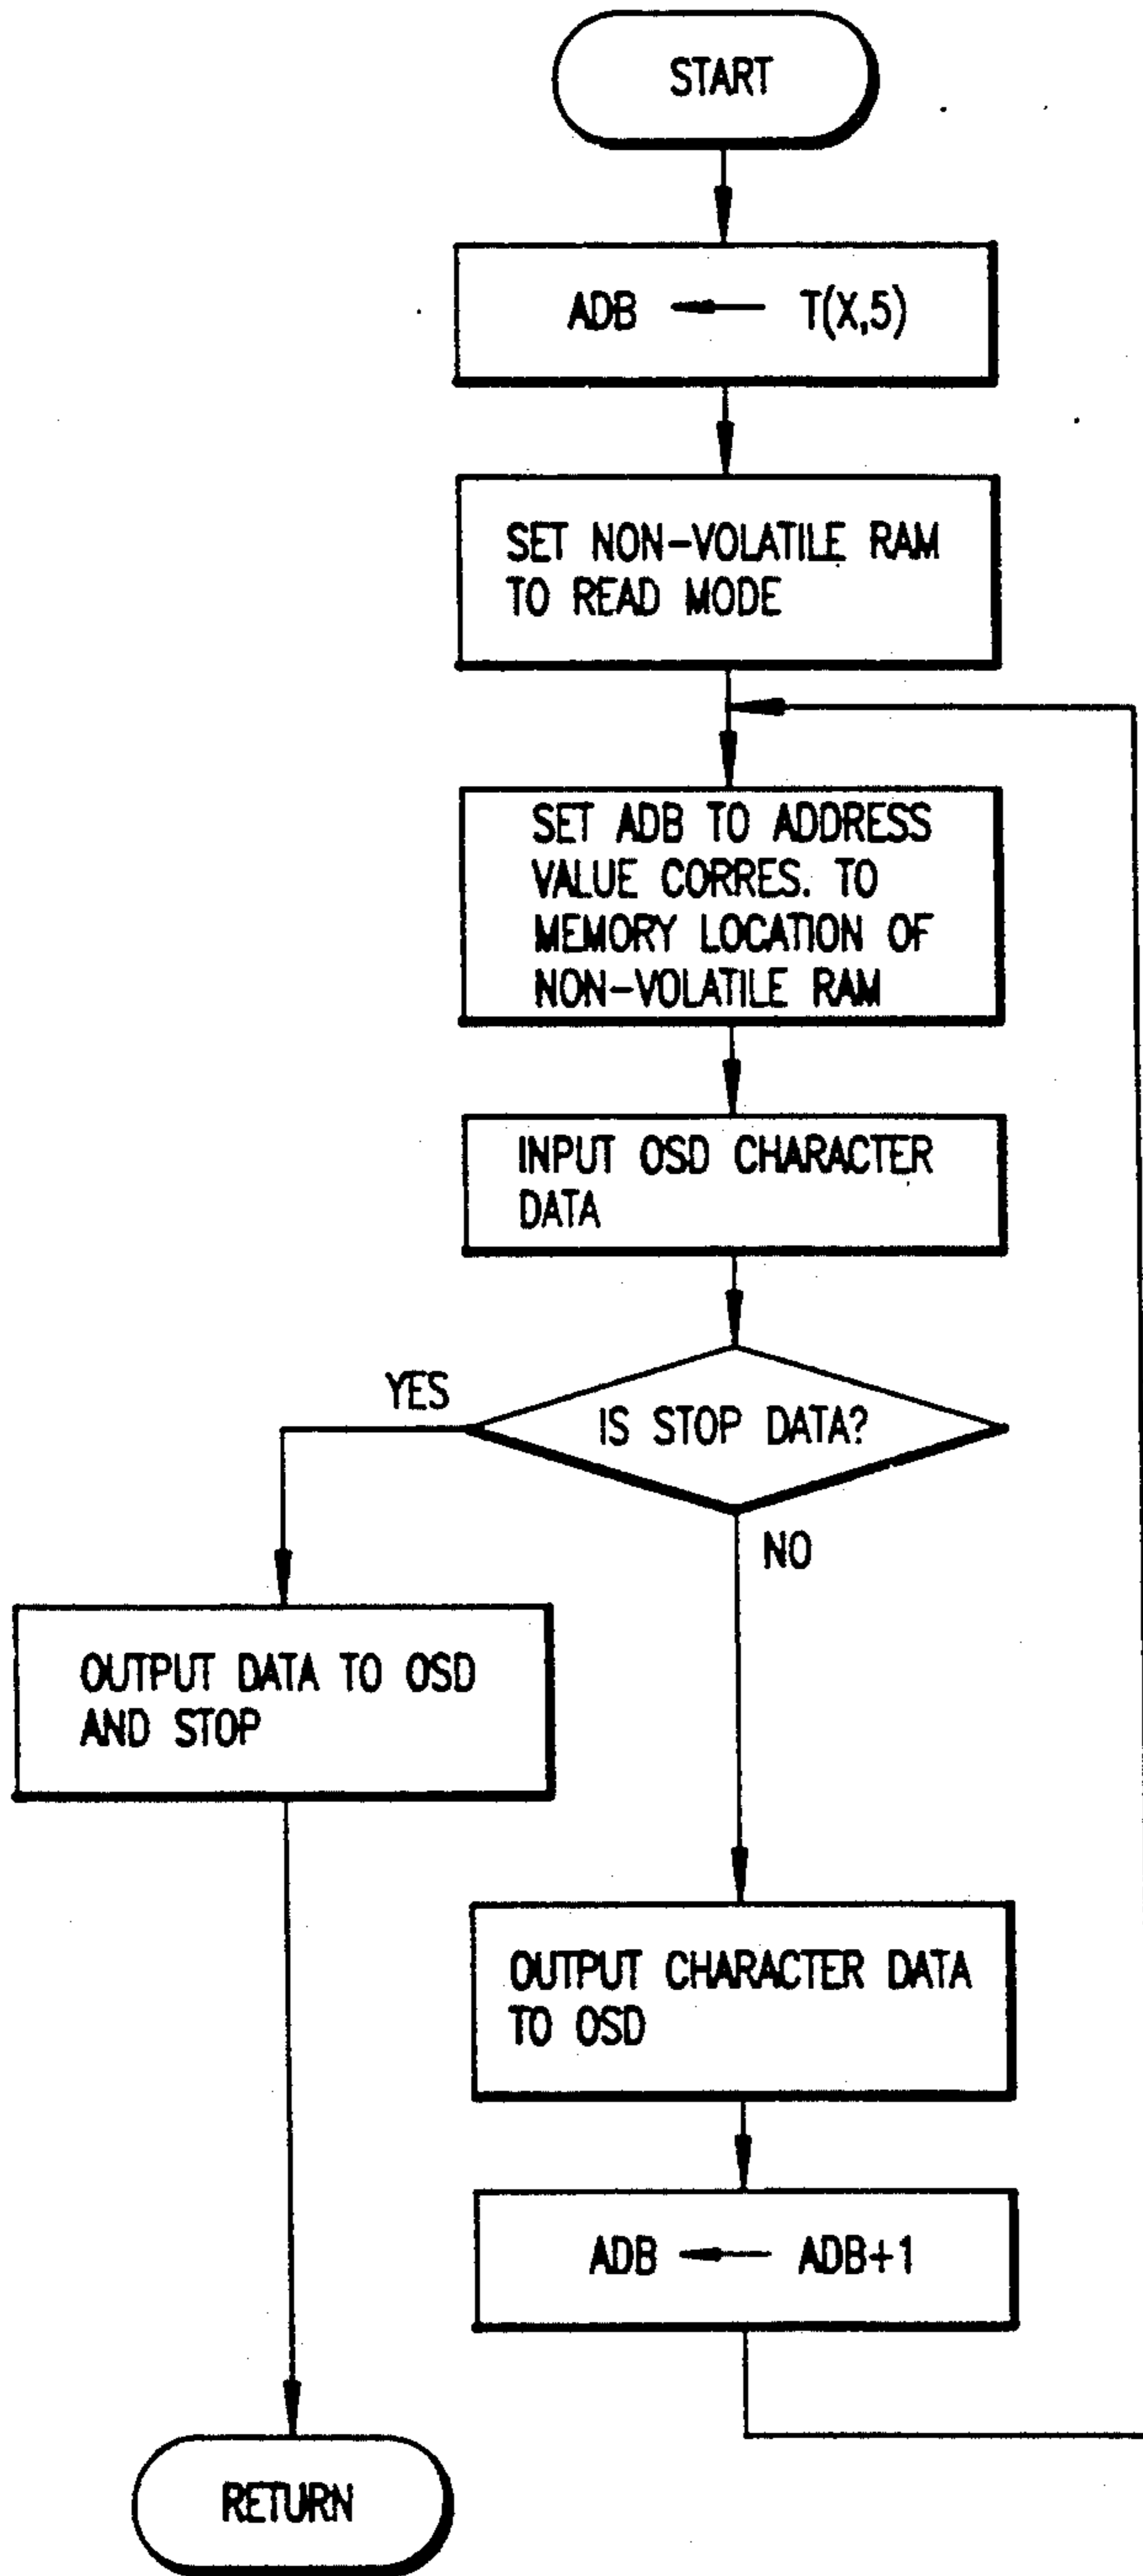 START
ADB ← T(X,5)
SET NON-VOLATILE RAM
TO READ MODE
SET ADB TO ADDRESS
VALUE CORRES. TO
MEMORY LOCATION OF
NON-VOLATILE RAM
INPUT OSD CHARACTER
DATA
IS STOP DATA?
YES
NO
OUTPUT DATA TO OSD
AND STOP
OUTPUT CHARACTER DATA
TO OSD
ADB ← ADB+1
RETURN